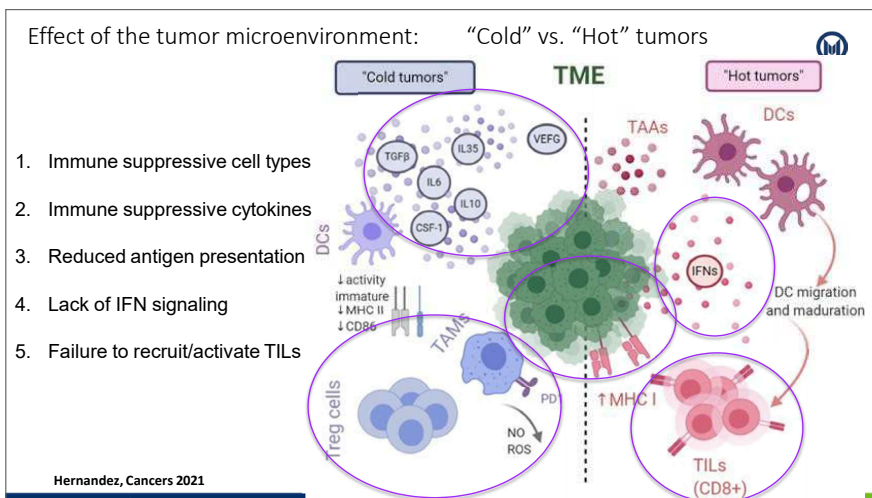 Effect of the tumor microenvironment: "Cold" vs. "Hot" tumors
"Cold tumors"
TME
"Hot tumors"
1. Immune suppressive cell types
2. Immune suppressive cytokines
3. Reduced antigen presentation
4. Lack of IFN signaling
5. Failure to recruit/activate TILs
TGFβ
IL35
VEFG
IL6
IL10
CSF-1
DCs
↓activity
immature
↓MHC II
↓CD86
TAMs
Treg cells
NO
ROS
TAAs
DCs
IFNs
DC migration
and maduration
↑MHC I
TILs
(CD8+)
Hernandez, Cancers 2021